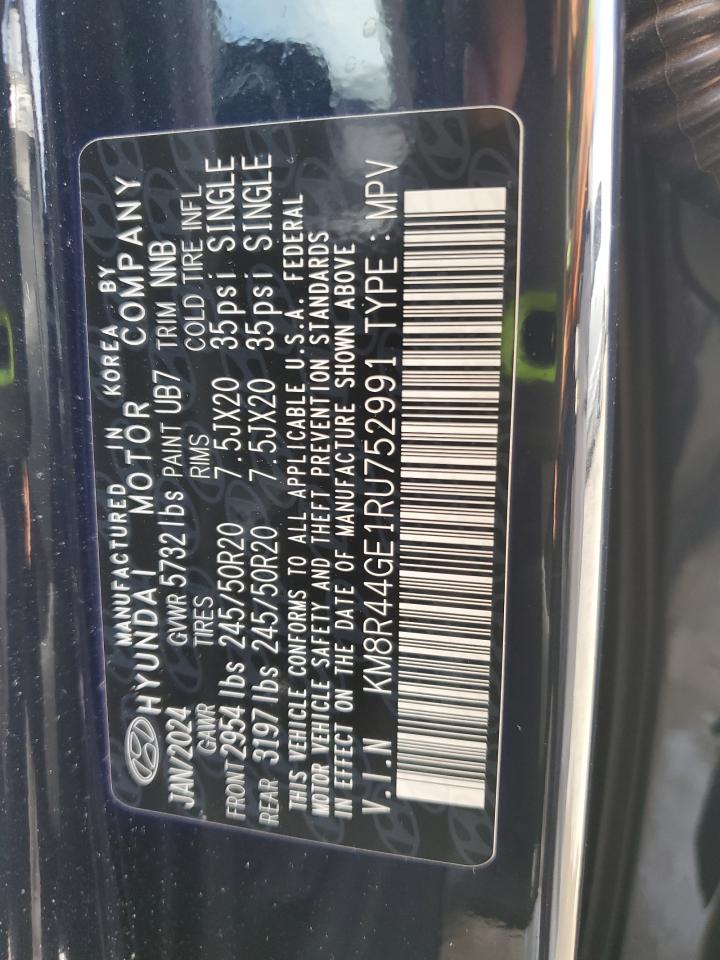 MANUFACTURED IN KOREA BY
HYUNDAI MOTOR COMPANY
JAN/2024 GVWR 5732 lbs PAINT UB7 TRIM NNB
GAWR TIRES RIMS COLD TIRE INFL
FRONT 2954 lbs 245/50R20 7.5JX20 35psi SINGLE
REAR 3197 lbs 245/50R20 7.5JX20 35psi SINGLE
THIS VEHICLE CONFORMS TO ALL APPLICABLE U.S.A. FEDERAL
MOTOR VEHICLE SAFETY AND THEFT PREVENTION STANDARDS
IN EFFECT ON THE DATE OF MANUFACTURE SHOWN ABOVE
V.I.N KM8R44GE1RU752991 TYPE : MPV